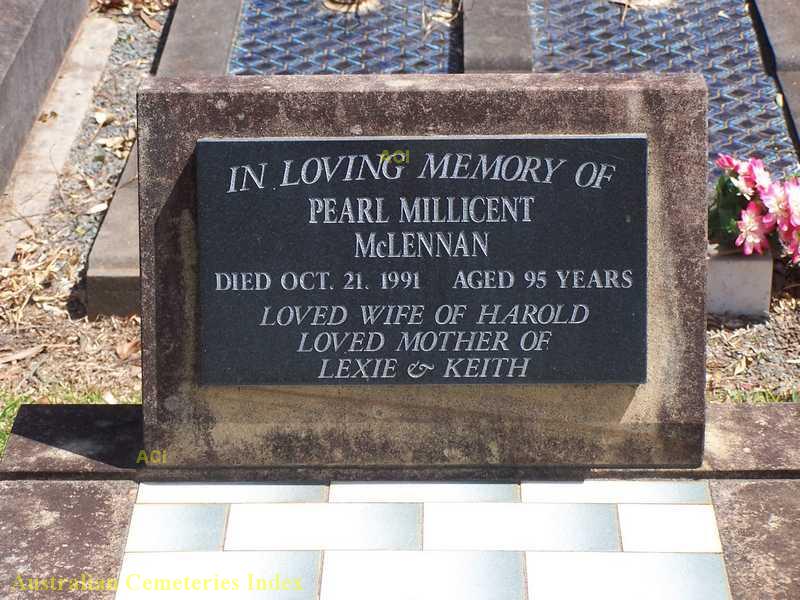 ACI
IN LOVING MEMORY OF
PEARL MILLICENT
McLENNAN
DIED OCT. 21. 1991 AGED 95 YEARS
LOVED WIFE OF HAROLD
LOVED MOTHER OF
LEXIE & KEITH
ACI
Australian Cemeteries Index